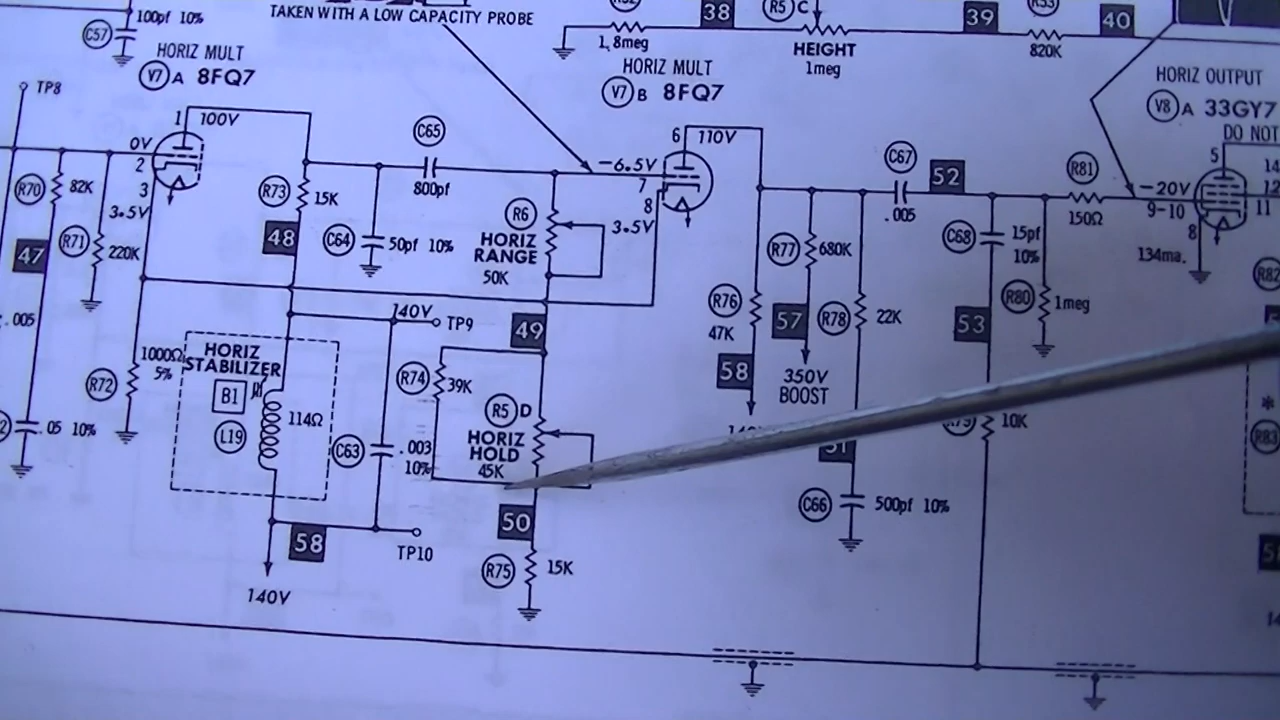 100pf 10%
C57
TAKEN WITH A LOW CAPACITY PROBE
38
R5 C
39
40
1.8meg
HEIGHT
1meg
820K
HORIZ MULT
V7 A 8FQ7
HORIZ MULT
V7 B 8FQ7
HORIZ OUTPUT
V8 A 33GY7
DO NOT
TP8
1
100V
0V
2
3
3.5V
R70
82K
R71
220K
47
.005
R73
15K
48
C65
800pf
C64
50pf 10%
R6
HORIZ
RANGE
50K
6
110V
-6.5V
7
8
3.5V
C67
.005
52
R81
150Ω
-20V
9-10
5
8
14
12
11
134ma.
C68
15pf
10%
R80
1meg
R82
R77
680K
R76
47K
57
R78
22K
58
350V
BOOST
53
140V
TP9
49
1000Ω
5%
R72
HORIZ
STABILIZER
B1
L19
114Ω
R74
39K
R5 D
HORIZ
HOLD
45K
C63
.003
10%
.05 10%
10K
R83
*
50
C66
500pf 10%
58
TP10
R75
15K
140V